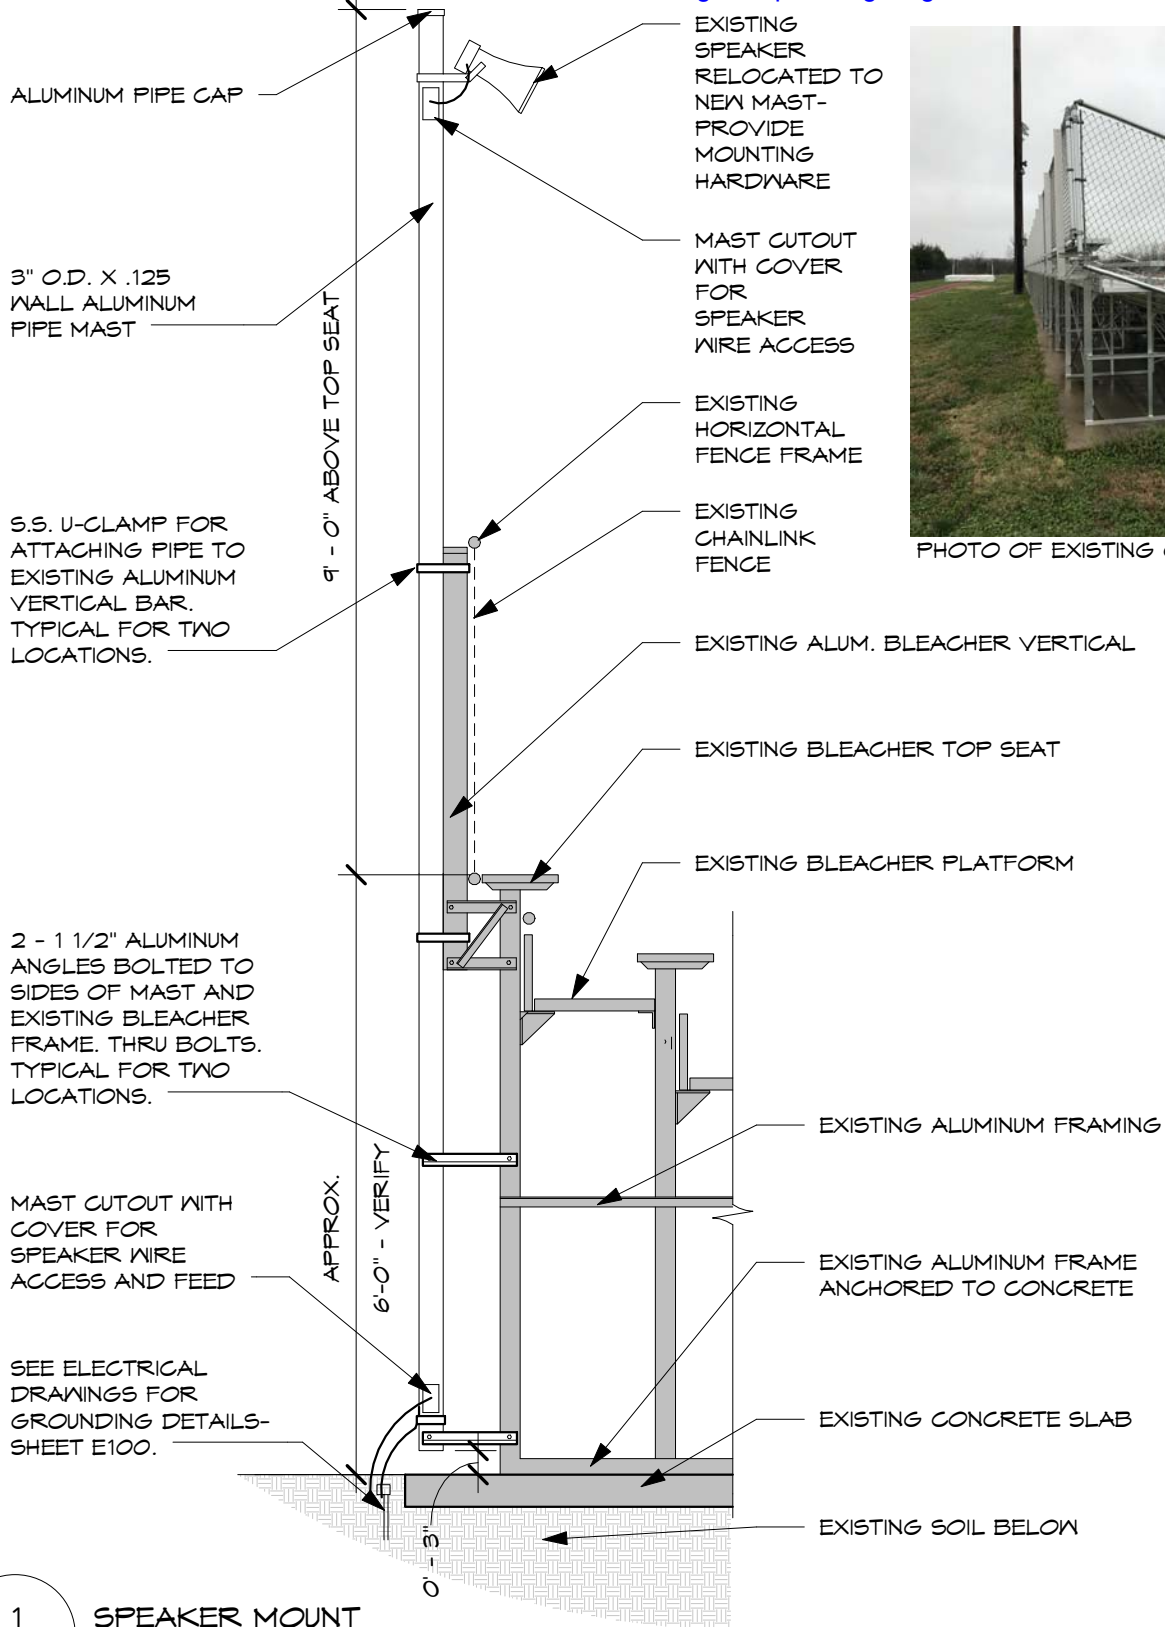 EXISTING
SPEAKER
RELOCATED TO
NEW MAST-
PROVIDE
MOUNTING
HARDWARE
ALUMINUM PIPE CAP
MAST CUTOUT
WITH COVER
FOR
SPEAKER
WIRE ACCESS
3" O.D. X .125
WALL ALUMINUM
PIPE MAST
9' - 0" ABOVE TOP SEAT
EXISTING
HORIZONTAL
FENCE FRAME
EXISTING
CHAINLINK
FENCE
PHOTO OF EXISTING
S.S. U-CLAMP FOR
ATTACHING PIPE TO
EXISTING ALUMINUM
VERTICAL BAR.
TYPICAL FOR TWO
LOCATIONS.
EXISTING ALUM. BLEACHER VERTICAL
EXISTING BLEACHER TOP SEAT
EXISTING BLEACHER PLATFORM
2 - 1 1/2" ALUMINUM
ANGLES BOLTED TO
SIDES OF MAST AND
EXISTING BLEACHER
FRAME. THRU BOLTS.
TYPICAL FOR TWO
LOCATIONS.
EXISTING ALUMINUM FRAMING
APPROX.
6'-0" - VERIFY
MAST CUTOUT WITH
COVER FOR
SPEAKER WIRE
ACCESS AND FEED
EXISTING ALUMINUM FRAME
ANCHORED TO CONCRETE
SEE ELECTRICAL
DRAWINGS FOR
GROUNDING DETAILS-
SHEET E100.
EXISTING CONCRETE SLAB
EXISTING SOIL BELOW
0' - 3"
1
SPEAKER MOUNT